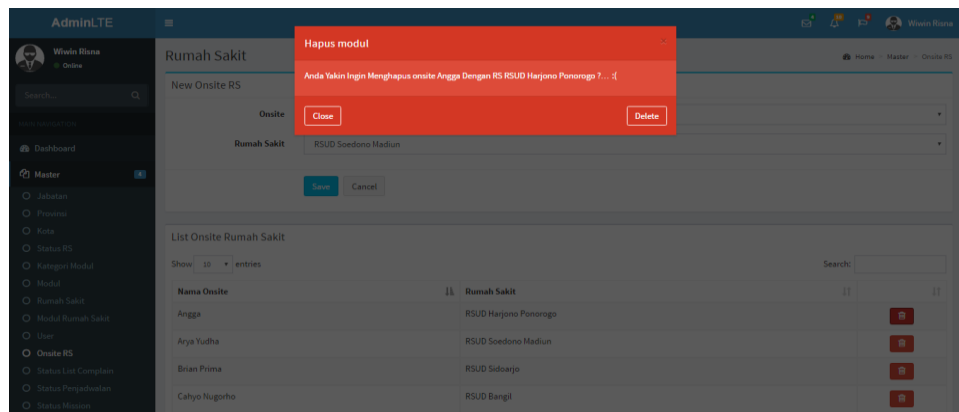 AdminLTE
Wiwin Risna
Wiwin Risna
Online
Search...
MAIN NAVIGATION
Dashboard
Master
Jabatan
Provinsi
Kota
Status RS
Kategori Modul
Modul
Rumah Sakit
Modul Rumah Sakit
User
Onsite RS
Status List Complain
Status Penjadwalan
Status Mission
Rumah Sakit
Home > Master > Onsite RS
New Onsite RS
Hapus modul ×
Anda Yakin Ingin Menghapus onsite Angga Dengan RS RSUD Harjono Ponorogo ?... :(
Close Delete
Onsite
Rumah Sakit RSUD Soedono Madiun
Save Cancel
List Onsite Rumah Sakit
Show 10 entries Search:
Nama Onsite Rumah Sakit
Angga RSUD Harjono Ponorogo
Arya Yudha RSUD Soedono Madiun
Brian Prima RSUD Sidoarjo
Cahyo Nugorho RSUD Bangil